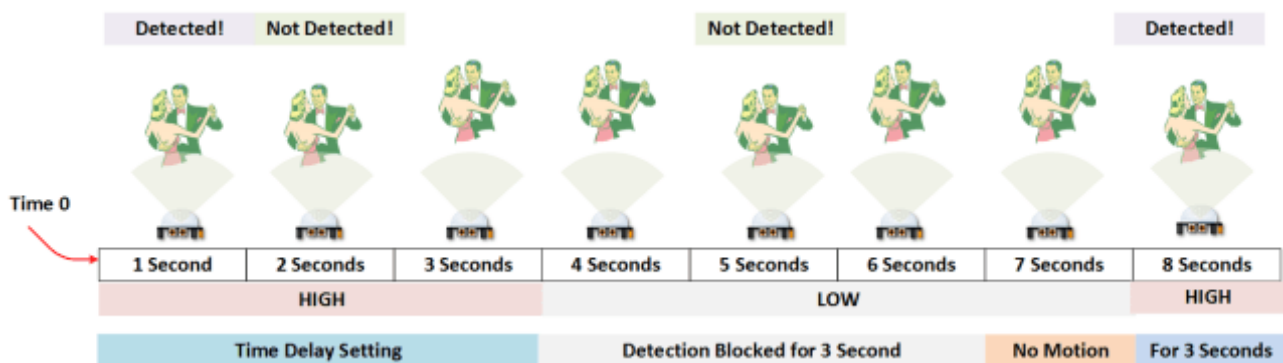 Detected! Not Detected! Not Detected! Detected!
Time 0
1 Second 2 Seconds 3 Seconds 4 Seconds 5 Seconds 6 Seconds 7 Seconds 8 Seconds
HIGH LOW HIGH
Time Delay Setting Detection Blocked for 3 Second No Motion For 3 Seconds